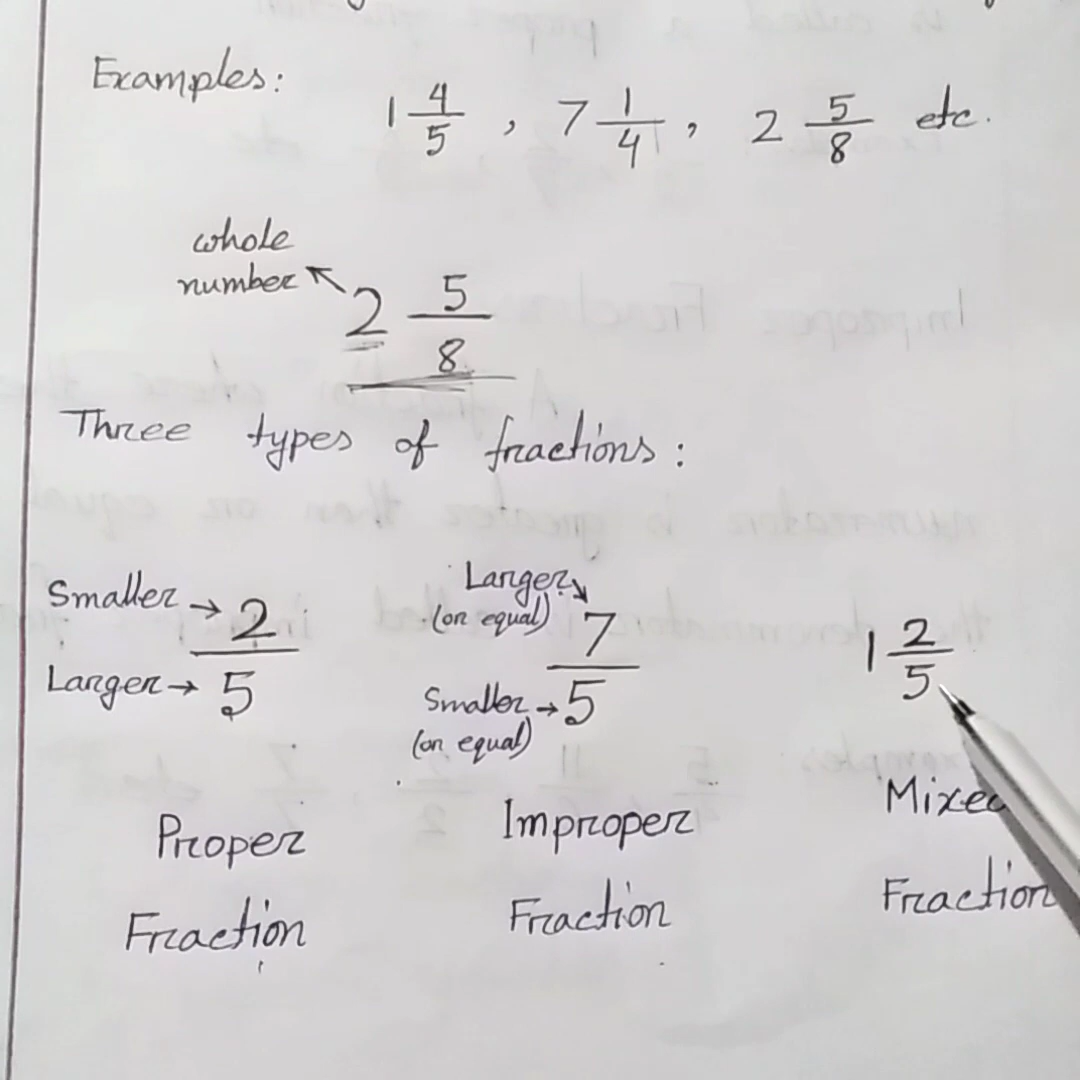 Examples: 1 4/5 , 7 1/4 , 2 5/8 etc.
whole
number
2 5/8
Three types of fractions:
Smaller → 2
Larger → 5
Larger
(or equal) 7
Smaller → 5
(or equal)
1 2/5
Proper
Fraction
Improper
Fraction
Mixed
Fraction